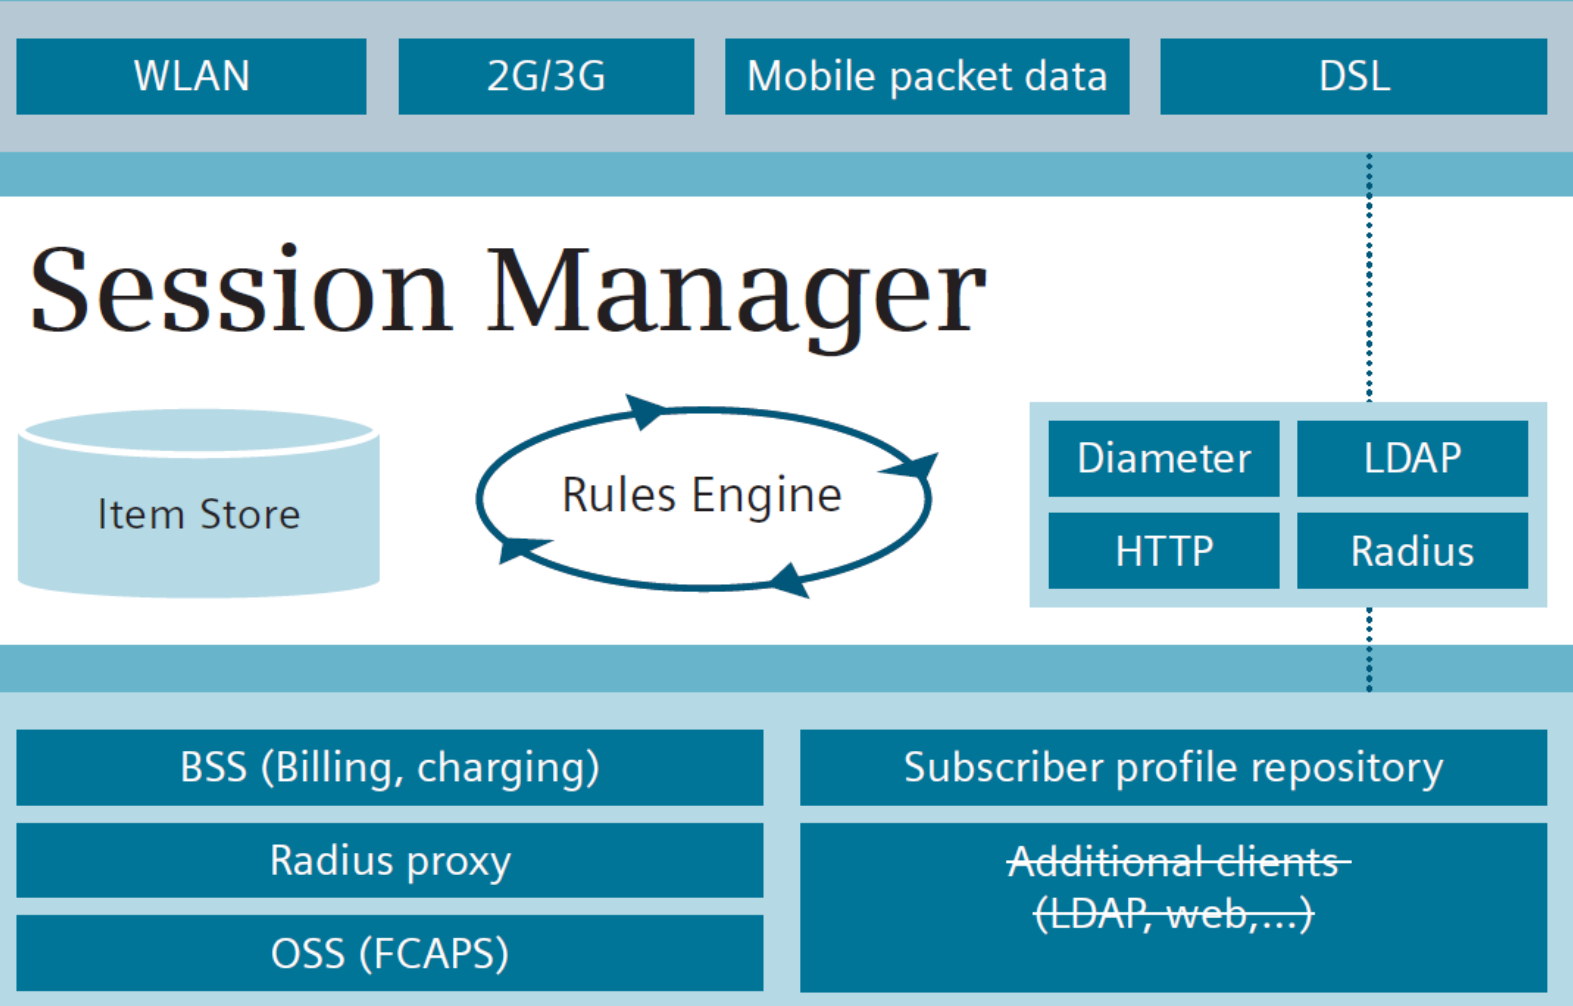 WLAN
2G/3G
Mobile packet data
DSL
Session Manager
Item Store
Rules Engine
Diameter
LDAP
HTTP
Radius
BSS (Billing, charging)
Subscriber profile repository
Radius proxy
Additional clients
(LDAP, web,...)
OSS (FCAPS)